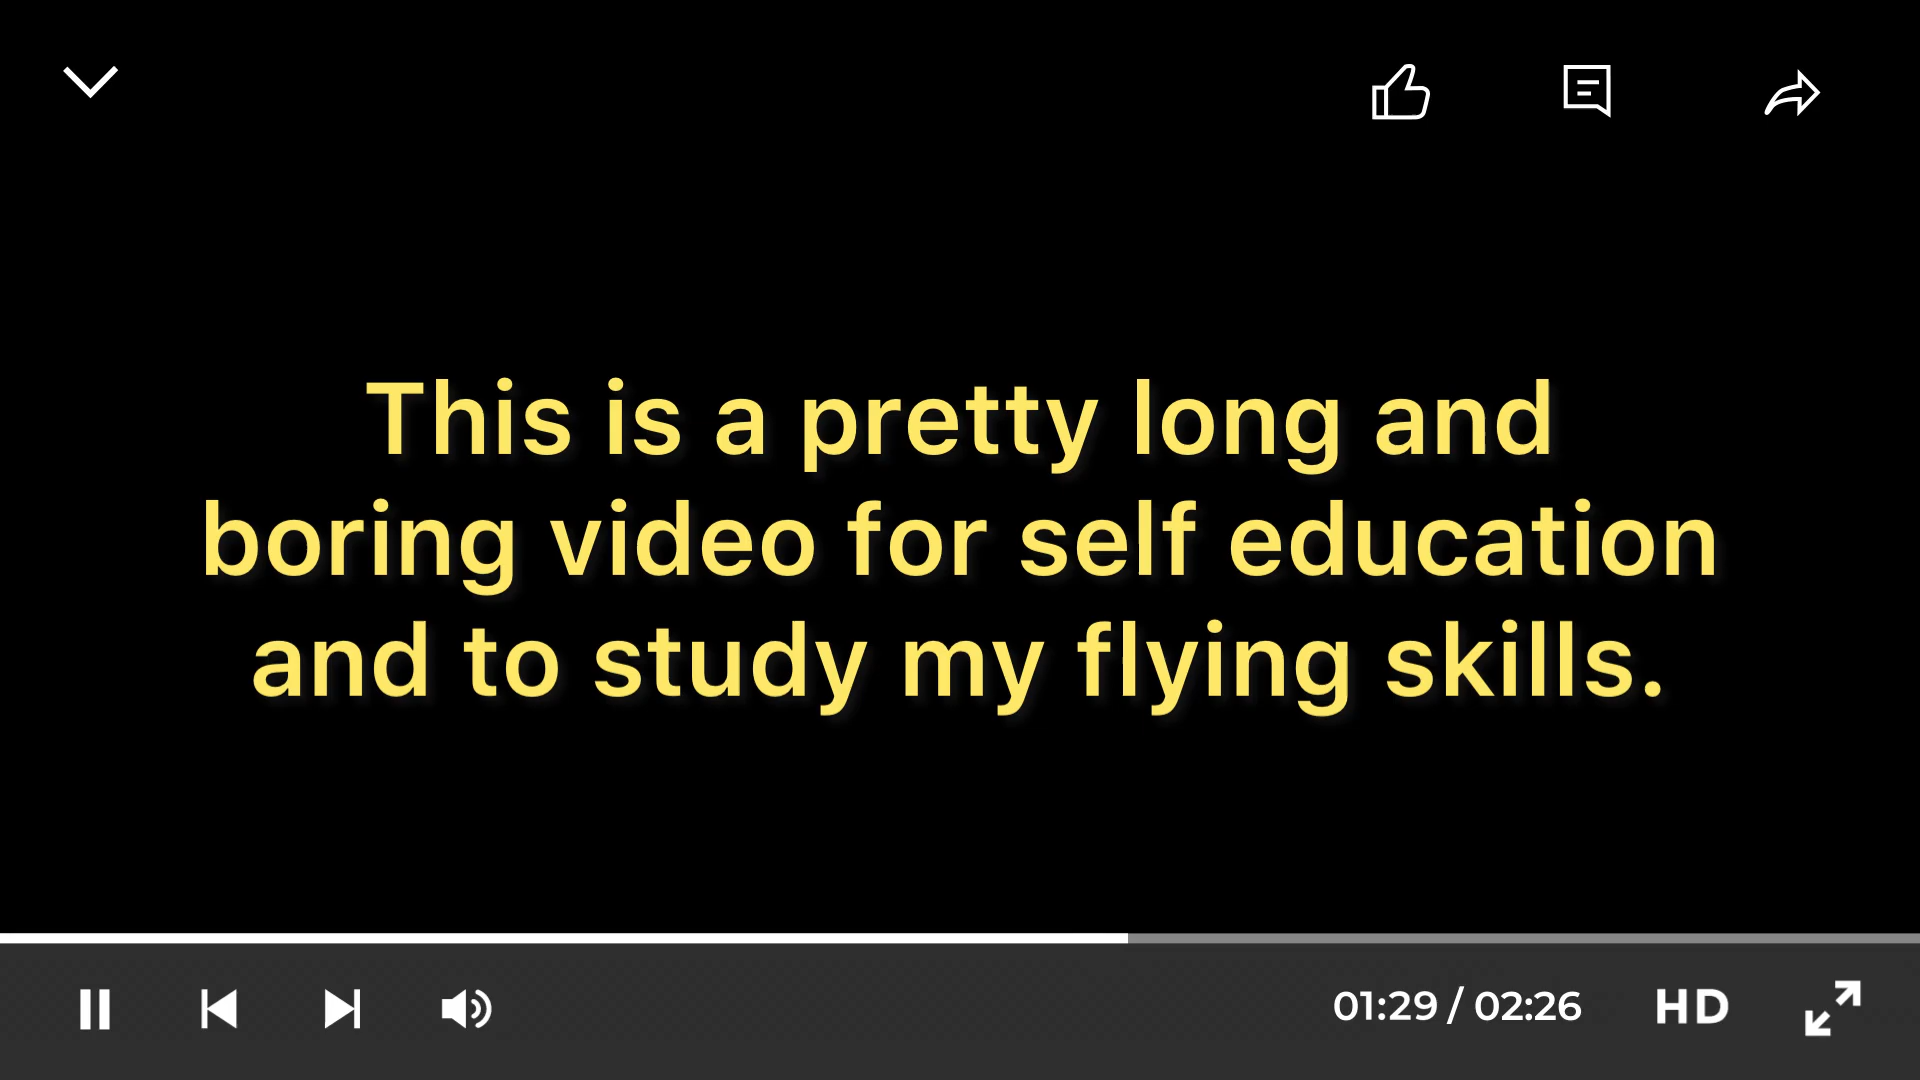 This is a pretty long and
boring video for self education
and to study my flying skills.
01:29 / 02:26 HD